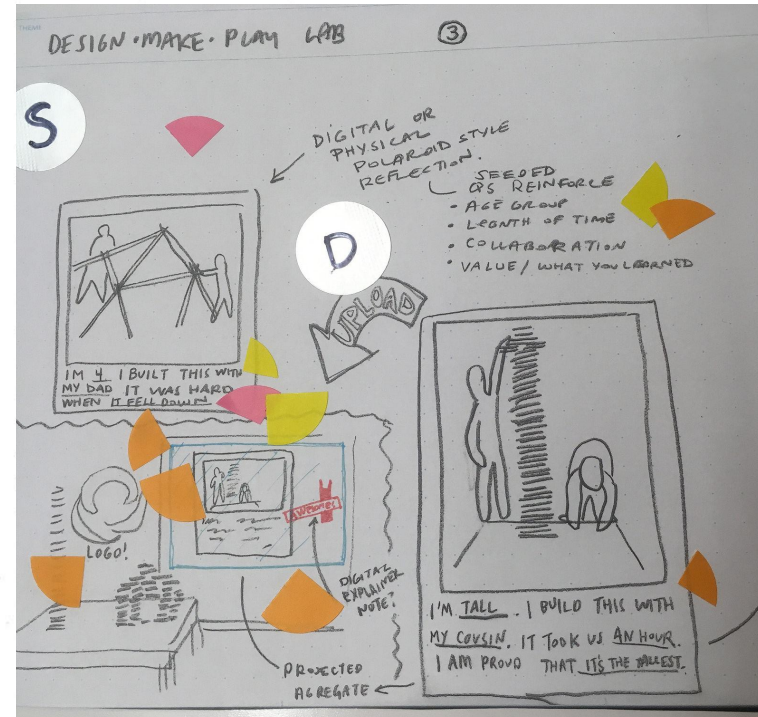 DESIGN • MAKE • PLAY LAB
3
S
DIGITAL OR
PHYSICAL
POLAROID STYLE
REFLECTION.
SEEDED
QS REINFORCE
• AGE GROUP
• LEGNTH OF TIME
• COLLABORATION
• VALUE / WHAT YOU LEARNED
D
UPLOAD
IM 4 I BUILT THIS WITH
MY DAD IT WAS HARD
WHEN IT FELL DOWN
LOGO!
AWESOME
DIGITAL
EXPLAINER
NOTE?
I'M TALL. I BUILD THIS WITH
MY COUSIN. IT TOOK US AN HOUR.
I AM PROUD THAT IT'S THE TALLEST.
PROJECTED
AGREGATE